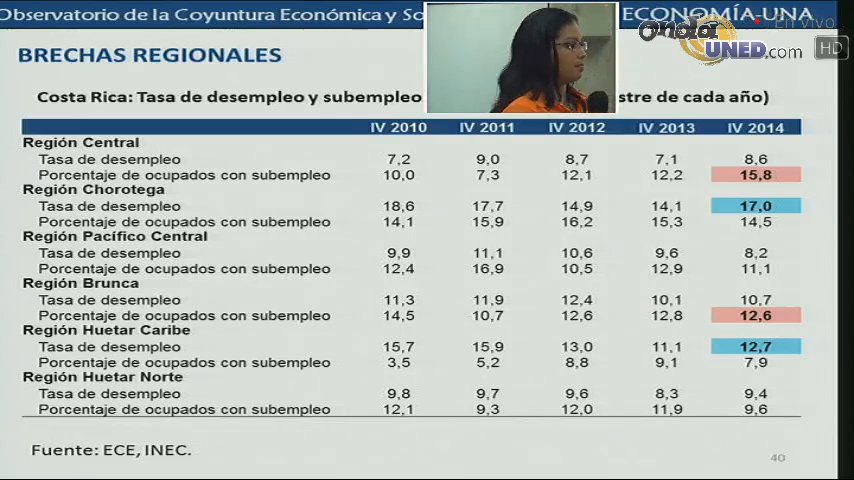 Observatorio de la Coyuntura Económica y So
ECONOMÍA-UNA
En vivo
onda UNED.com
HD
BRECHAS REGIONALES
Costa Rica: Tasa de desempleo y subempleo
stre de cada año)
IV 2010 IV 2011 IV 2012 IV 2013 IV 2014
Región Central
Tasa de desempleo 7,2 9,0 8,7 7,1 8,6
Porcentaje de ocupados con subempleo 10,0 7,3 12,1 12,2 15,8
Región Chorotega
Tasa de desempleo 18,6 17,7 14,9 14,1 17,0
Porcentaje de ocupados con subempleo 14,1 15,9 16,2 15,3 14,5
Región Pacífico Central
Tasa de desempleo 9,9 11,1 10,6 9,6 8,2
Porcentaje de ocupados con subempleo 12,4 16,9 10,5 12,9 11,1
Región Brunca
Tasa de desempleo 11,3 11,9 12,4 10,1 10,7
Porcentaje de ocupados con subempleo 14,5 10,7 12,6 12,8 12,6
Región Huetar Caribe
Tasa de desempleo 15,7 15,9 13,0 11,1 12,7
Porcentaje de ocupados con subempleo 3,5 5,2 8,8 9,1 7,9
Región Huetar Norte
Tasa de desempleo 9,8 9,7 9,6 8,3 9,4
Porcentaje de ocupados con subempleo 12,1 9,3 12,0 11,9 9,6
Fuente: ECE, INEC.
40